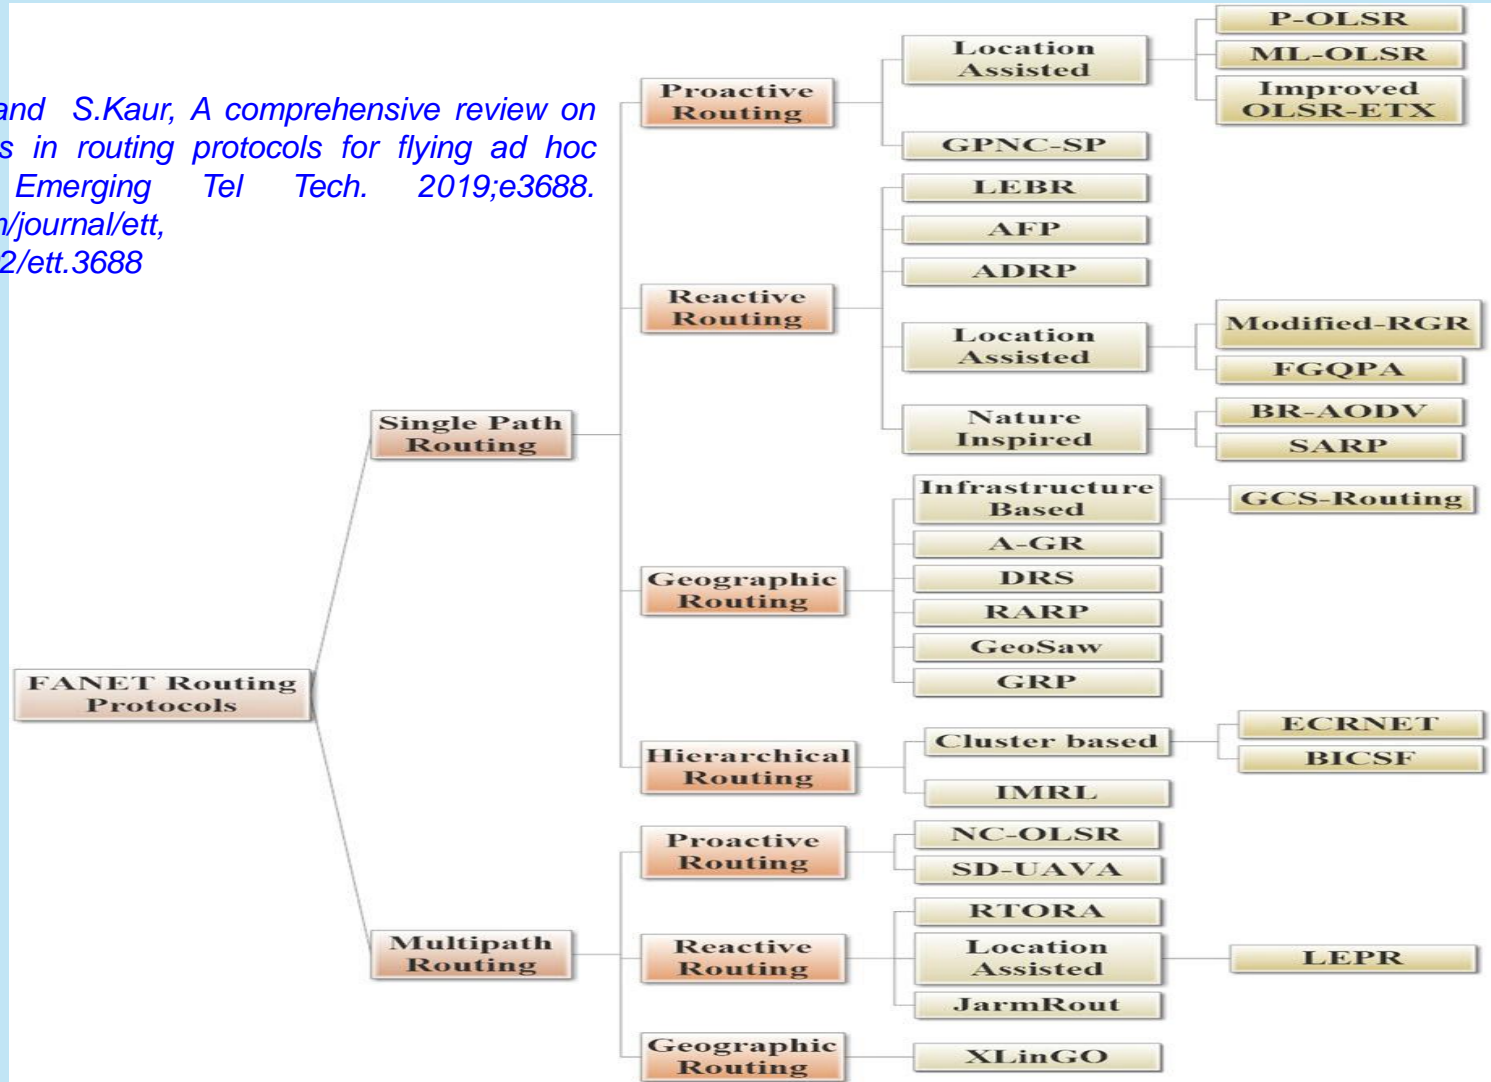 and S.Kaur, A comprehensive review on
s in routing protocols for flying ad hoc
Emerging Tel Tech. 2019;e3688.
/journal/ett,
2/ett.3688
FANET Routing
Protocols
Single Path
Routing
Proactive
Routing
Location
Assisted
P-OLSR
ML-OLSR
Improved
OLSR-ETX
GPNC-SP
Reactive
Routing
LEBR
AFP
ADRP
Location
Assisted
Modified-RGR
FGQPA
Nature
Inspired
BR-AODV
SARP
Geographic
Routing
Infrastructure
Based
GCS-Routing
A-GR
DRS
RARP
GeoSaw
GRP
Hierarchical
Routing
Cluster based
ECRNET
BICSF
IMRL
Multipath
Routing
Proactive
Routing
NC-OLSR
SD-UAVA
Reactive
Routing
RTORA
Location
Assisted
LEPR
JarmRout
Geographic
Routing
XLinGO